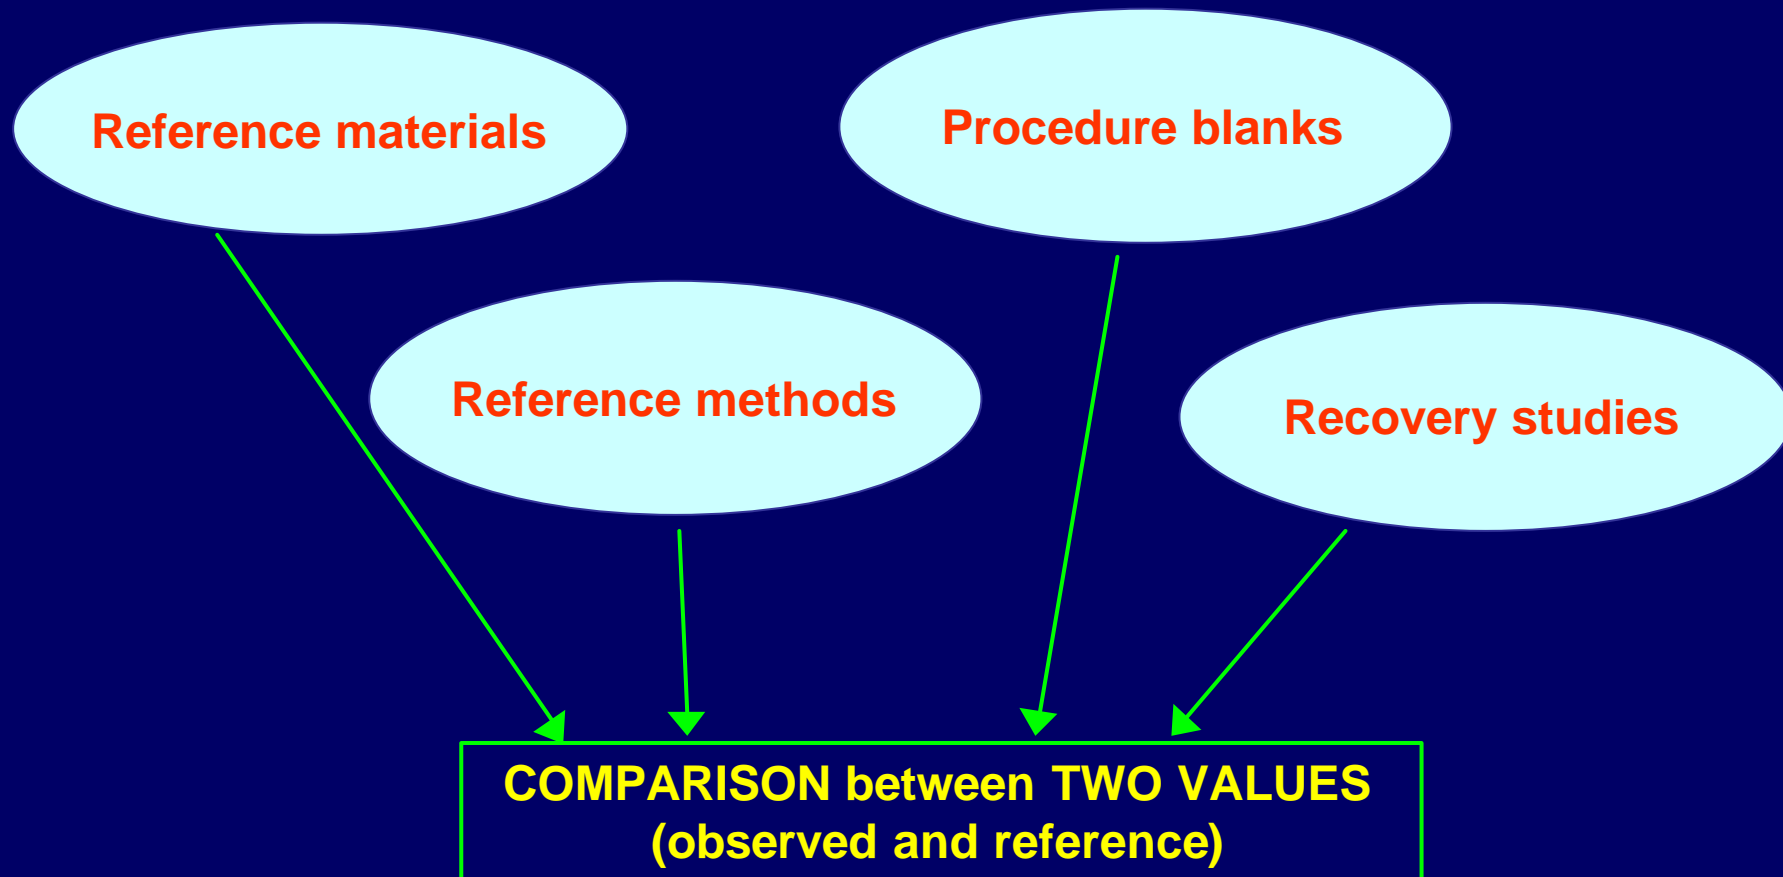 Reference materials
Procedure blanks
Reference methods
Recovery studies
COMPARISON between TWO VALUES
(observed and reference)